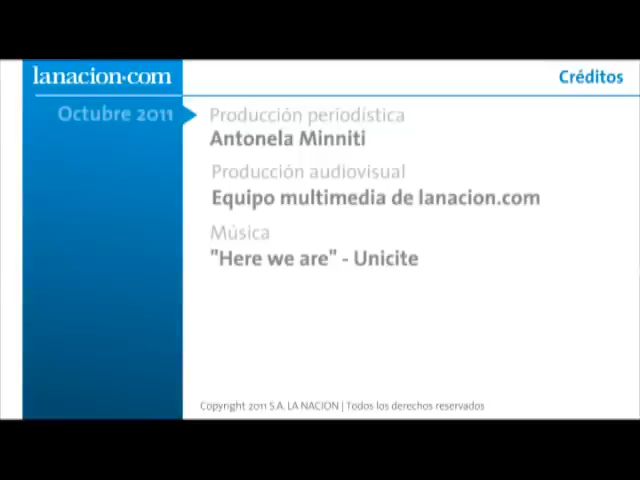 lanacion.com
Créditos
Octubre 2011
Producción periodística
Antonela Minniti
Producción audiovisual
Equipo multimedia de lanacion.com
Música
"Here we are" - Unicite
Copyright 2011 S.A. LA NACION | Todos los derechos reservados